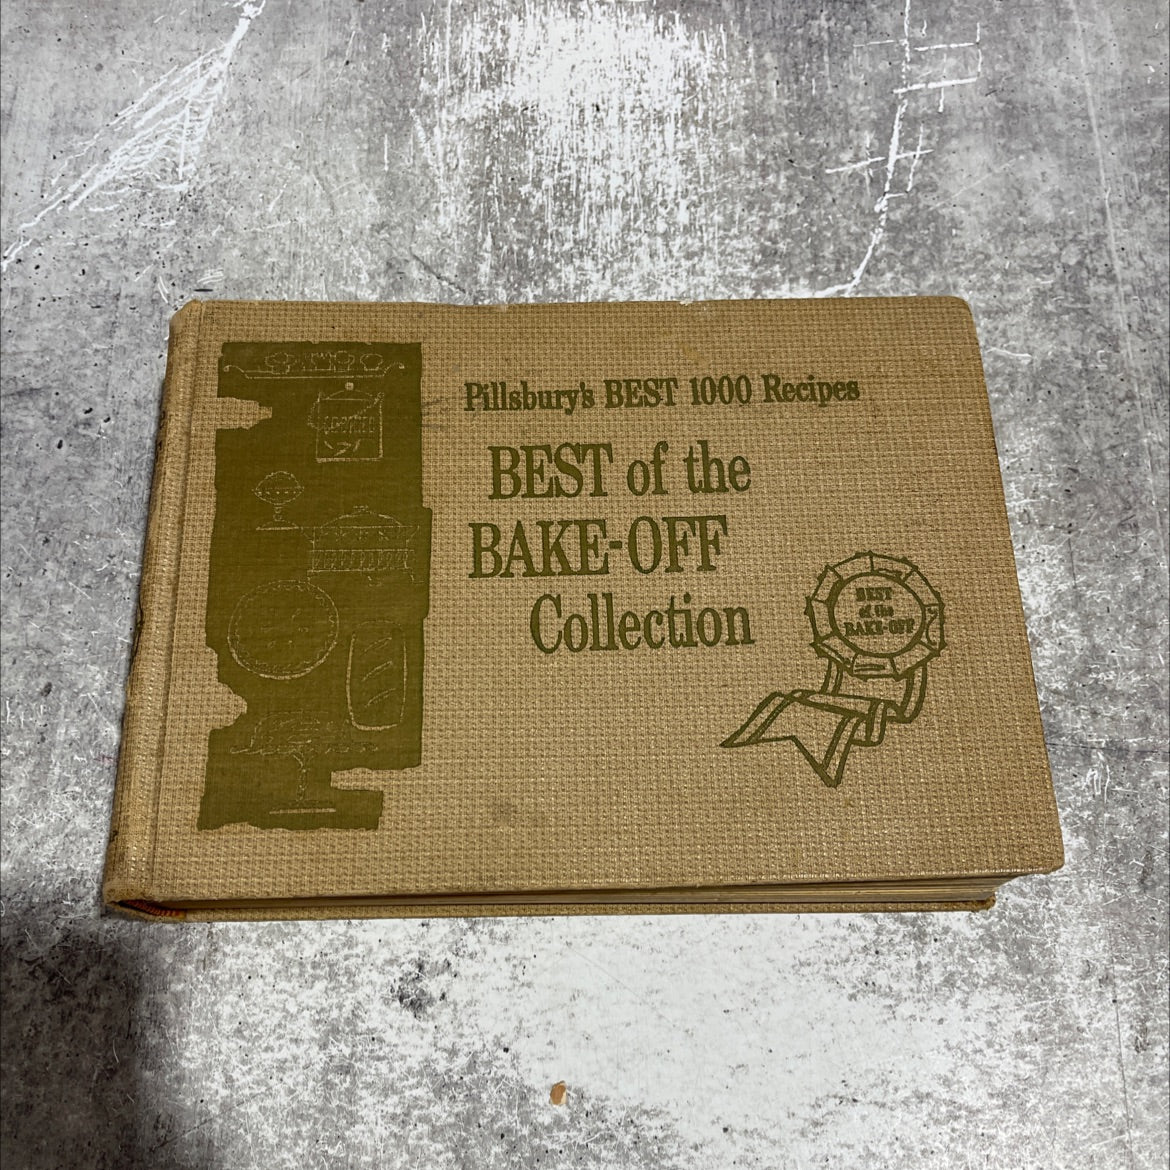 Pillsbury's BEST 1000 Recipes
BEST of the
BAKE-OFF
Collection
BEST
of the
BAKE-OFF